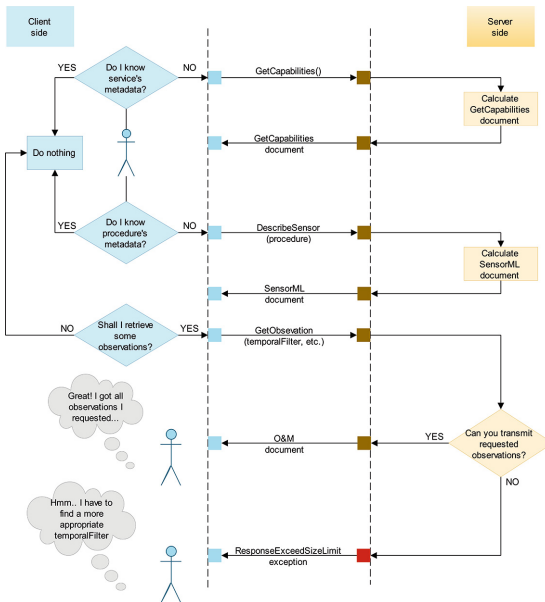 Client
side
Server
side
Do I know
service's
metadata?
YES
NO
GetCapabilities()
Calculate
GetCapabilities
document
GetCapabilities
document
Do nothing
Do I know
procedure's
metadata?
YES
NO
DescribeSensor
(procedure)
Calculate
SensorML
document
SensorML
document
NO
Shall I retrieve
some
observations?
YES
GetObsevation
(temporalFilter, etc.)
Great! I got all
observations I
requested...
O&M
document
YES
Can you transmit
requested
observations?
NO
Hmm.. I have to
find a more
appropriate
temporalFilter
ResponseExceedSizeLimit
exception